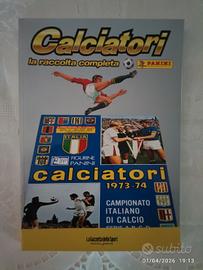 Calciatori
la raccolta completa
PANINI
FIGURINE
PANINI
calciatori
1973-74
CAMPIONATO
ITALIANO
DI CALCIO
La Gazzetta dello Sport
subito
01/04/2026 19:13